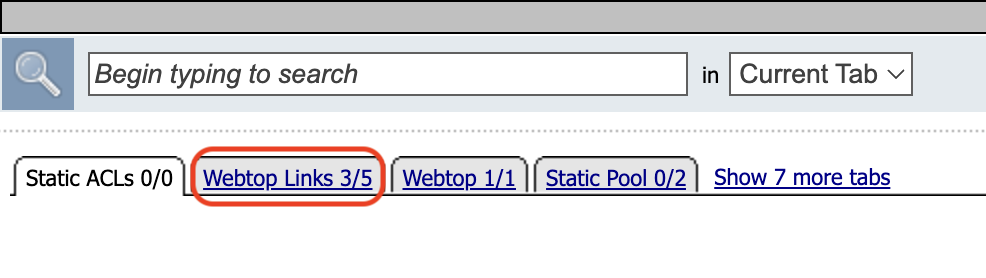 Begin typing to search in Current Tab
Static ACLs 0/0 Webtop Links 3/5 Webtop 1/1 Static Pool 0/2 Show 7 more tabs